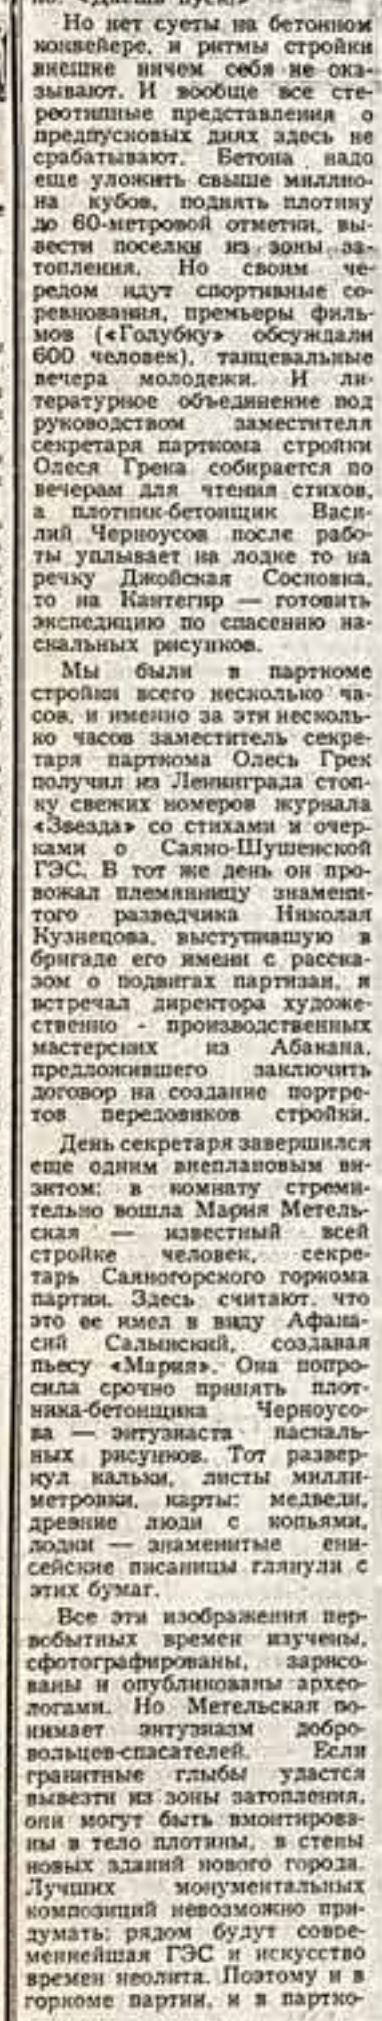 Но нет суеты на бетонном
конвейере, и ритмы стройки
внешне ничем себя не ока-
зывают. И вообще все сте-
реотипные представления о
предпусковых днях здесь не
срабатывают. Бетона надо
еще уложить свыше миллио-
на кубов, поднять плотину
до 60-метровой отметки, вы-
вести поселки из зоны за-
топления. Но своим че-
редом идут спортивные со-
ревнования, премьеры филь-
мов («Голубку» обсуждали
600 человек), танцевальные
вечера молодежи. И ли-
тературное объединение под
руководством заместителя
секретаря парткома стройки
Олеся Грека собирается по
вечерам для чтения стихов,
а плотник-бетонщик Васи-
лий Черноусов после рабо-
ты уплывает на лодке то на
речку Джойская Сосновка,
то на Кантегир — готовить
экспедицию по спасению на-
скальных рисунков.
Мы были в парткоме
стройки всего несколько ча-
сов, и именно за эти несколь-
ко часов заместитель секре-
таря парткома Олесь Грек
получил из Ленинграда стоп-
ку свежих номеров журнала
«Звезда» со стихами и очер-
ками о Саяно-Шушенской
ГЭС. В тот же день он про-
вожал племянницу знамени-
того разведчика Николая
Кузнецова, выступившую в
бригаде его имени с расска-
зом о подвигах партизан, и
встречал директора художе-
ственно - производственных
мастерских из Абакана,
предложившего заключить
договор на создание портре-
тов передовиков стройки.
День секретаря завершился
еще одним внеплановым ви-
зитом: в комнату стреми-
тельно вошла Мария Метель-
ская — известный всей
стройке человек, секре-
тарь Саяногорского горкома
партии. Здесь считают, что
это ее имел в виду Афана-
сий Салынский, создавая
пьесу «Мария». Она попро-
сила срочно принять плот-
ника-бетонщика Черноусо-
ва — энтузиаста наскаль-
ных рисунков. Тот развер-
нул кальки, листы милли-
метровки, карты: медведи,
древние люди с копьями,
лодки — знаменитые ени-
сейские писаницы глянули с
этих бумаг.
Все эти изображения пер-
вобытных времен изучены,
сфотографированы, зарисо-
ваны и опубликованы архео-
логами. Но Метельская по-
нимает энтузиазм добро-
вольцев-спасателей. Если
гранитные глыбы удастся
вывезти из зоны затопления,
они могут быть вмонтирова-
ны в тело плотины, в стены
новых зданий нового города.
Лучших монументальных
композиций невозможно при-
думать: рядом будут совре-
меннейшая ГЭС и искусство
времен неолита. Поэтому и в
горкоме партии, и в партко-